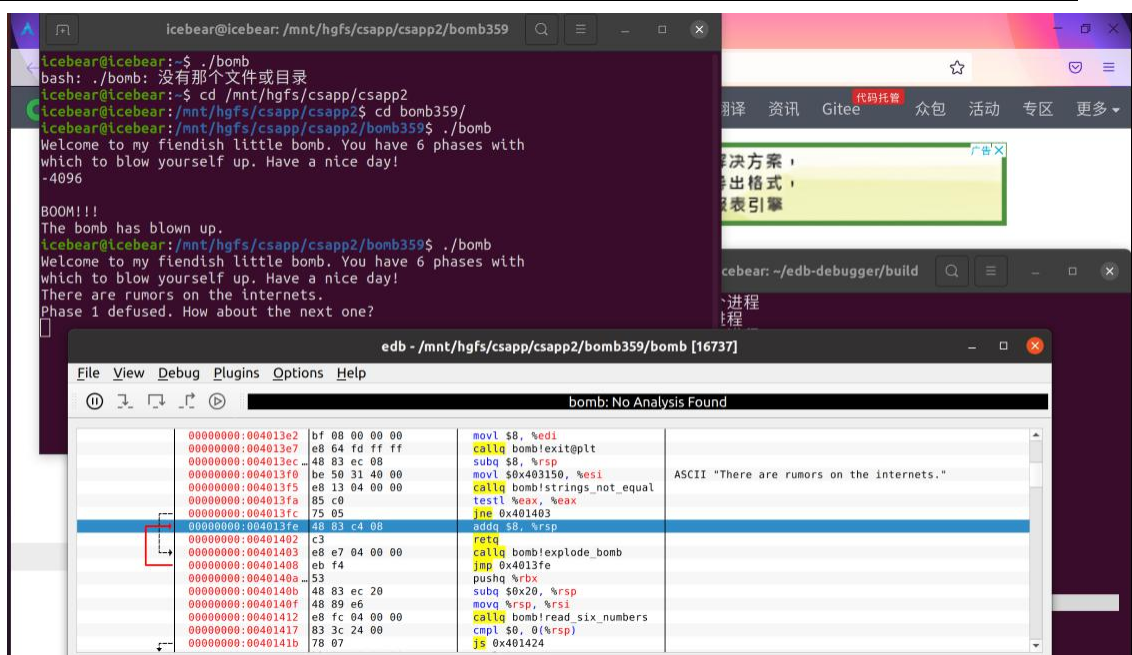 icebear@icebear: /mnt/hgfs/csapp/csapp2/bomb359
icebear@icebear:~$ ./bomb
bash: ./bomb: 没有那个文件或目录
icebear@icebear:~$ cd /mnt/hgfs/csapp/csapp2
icebear@icebear:/mnt/hgfs/csapp/csapp2$ cd bomb359/
icebear@icebear:/mnt/hgfs/csapp/csapp2/bomb359$ ./bomb
Welcome to my fiendish little bomb. You have 6 phases with
which to blow yourself up. Have a nice day!
-4096
BOOM!!!
The bomb has blown up.
icebear@icebear:/mnt/hgfs/csapp/csapp2/bomb359$ ./bomb
Welcome to my fiendish little bomb. You have 6 phases with
which to blow yourself up. Have a nice day!
There are rumors on the internets.
Phase 1 defused. How about the next one?
代码托管
翻译 资讯 Gitee 众包 活动 专区 更多
广告
解决方案，
导出格式，
报表引擎
cebear: ~/edb-debugger/build
个进程
进程
edb - /mnt/hgfs/csapp/csapp2/bomb359/bomb [16737]
File View Debug Plugins Options Help
bomb: No Analysis Found
00000000:004013e2 bf 08 00 00 00 movl $8, %edi
00000000:004013e7 e8 64 fd ff ff callq bomb!exit@plt
00000000:004013ec 48 83 ec 08 subq $8, %rsp
00000000:004013f0 be 50 31 40 00 movl $0x403150, %esi ASCII "There are rumors on the internets."
00000000:004013f5 e8 13 04 00 00 callq bomb!strings_not_equal
00000000:004013fa 85 c0 testl %eax, %eax
00000000:004013fc 75 05 jne 0x401403
00000000:004013fe 48 83 c4 08 addq $8, %rsp
00000000:00401402 c3 retq
00000000:00401403 e8 e7 04 00 00 callq bomb!explode_bomb
00000000:00401408 eb f4 jmp 0x4013fe
00000000:0040140a 53 pushq %rbx
00000000:0040140b 48 83 ec 20 subq $0x20, %rsp
00000000:0040140f 48 89 e6 movq %rsp, %rsi
00000000:00401412 e8 fc 04 00 00 callq bomb!read_six_numbers
00000000:00401417 83 3c 24 00 cmpl $0, 0(%rsp)
00000000:0040141b 78 07 js 0x401424